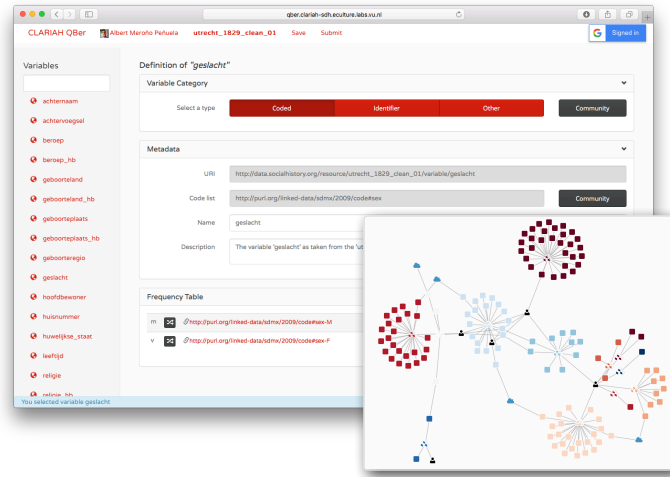 qber.clariah-sdh.eculture.labs.vu.nl
CLARIAH QBer Albert Meroño Peñuela utrecht_1829_clean_01 Save Submit Signed in
Variables
achternaam
achtervoegsel
beroep
beroep_hb
geboorteland
geboorteland_hb
geboorteplaats
geboorteplaats_hb
geboorteregio
geslacht
hoofdbewoner
huisnummer
huwelijkse_staat
leeftijd
religie
religie_hb
You selected variable geslacht
Definition of "geslacht"
Variable Category
Select a type Coded Identifier Other Community
Metadata
URI http://data.socialhistory.org/resource/utrecht_1829_clean_01/variable/geslacht
Code list http://purl.org/linked-data/sdmx/2009/code#sex Community
Name geslacht
Description The variable 'geslacht' as taken from the 'ut
Frequency Table
m http://purl.org/linked-data/sdmx/2009/code#sex-M
v http://purl.org/linked-data/sdmx/2009/code#sex-F